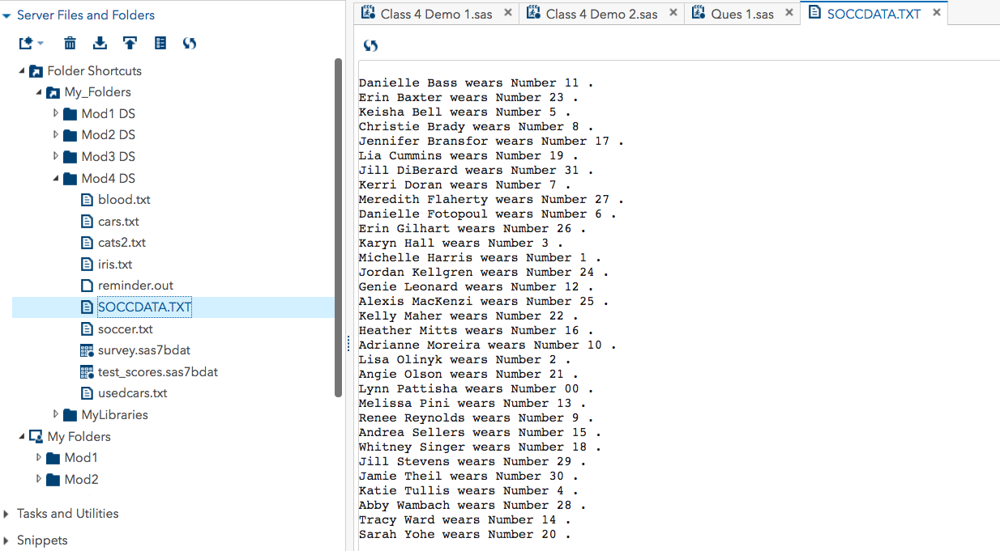 Server Files and Folders
Folder Shortcuts
My_Folders
Mod1 DS
Mod2 DS
Mod3 DS
Mod4 DS
blood.txt
cars.txt
cats2.txt
iris.txt
reminder.out
SOCCDATA.TXT
soccer.txt
survey.sas7bdat
test_scores.sas7bdat
usedcars.txt
MyLibraries
My Folders
Mod1
Mod2
Tasks and Utilities
Snippets
Class 4 Demo 1.sas
Class 4 Demo 2.sas
Ques 1.sas
SOCCDATA.TXT
Danielle Bass wears Number 11 .
Erin Baxter wears Number 23 .
Keisha Bell wears Number 5 .
Christie Brady wears Number 8 .
Jennifer Bransfor wears Number 17 .
Lia Cummins wears Number 19 .
Jill DiBerard wears Number 31 .
Kerri Doran wears Number 7 .
Meredith Flaherty wears Number 27 .
Danielle Fotopoul wears Number 6 .
Erin Gilhart wears Number 26 .
Karyn Hall wears Number 3 .
Michelle Harris wears Number 1 .
Jordan Kellgren wears Number 24 .
Genie Leonard wears Number 12 .
Alexis MacKenzi wears Number 25 .
Kelly Maher wears Number 22 .
Heather Mitts wears Number 16 .
Adrianne Moreira wears Number 10 .
Lisa Olinyk wears Number 2 .
Angie Olson wears Number 21 .
Lynn Pattisha wears Number 00 .
Melissa Pini wears Number 13 .
Renee Reynolds wears Number 9 .
Andrea Sellers wears Number 15 .
Whitney Singer wears Number 18 .
Jill Stevens wears Number 29 .
Jamie Theil wears Number 30 .
Katie Tullis wears Number 4 .
Abby Wambach wears Number 28 .
Tracy Ward wears Number 14 .
Sarah Yohe wears Number 20 .